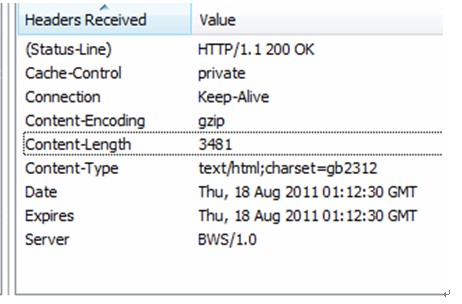 Headers Received Value
(Status-Line) HTTP/1.1 200 OK
Cache-Control private
Connection Keep-Alive
Content-Encoding gzip
Content-Length 3481
Content-Type text/html;charset=gb2312
Date Thu, 18 Aug 2011 01:12:30 GMT
Expires Thu, 18 Aug 2011 01:12:30 GMT
Server BWS/1.0